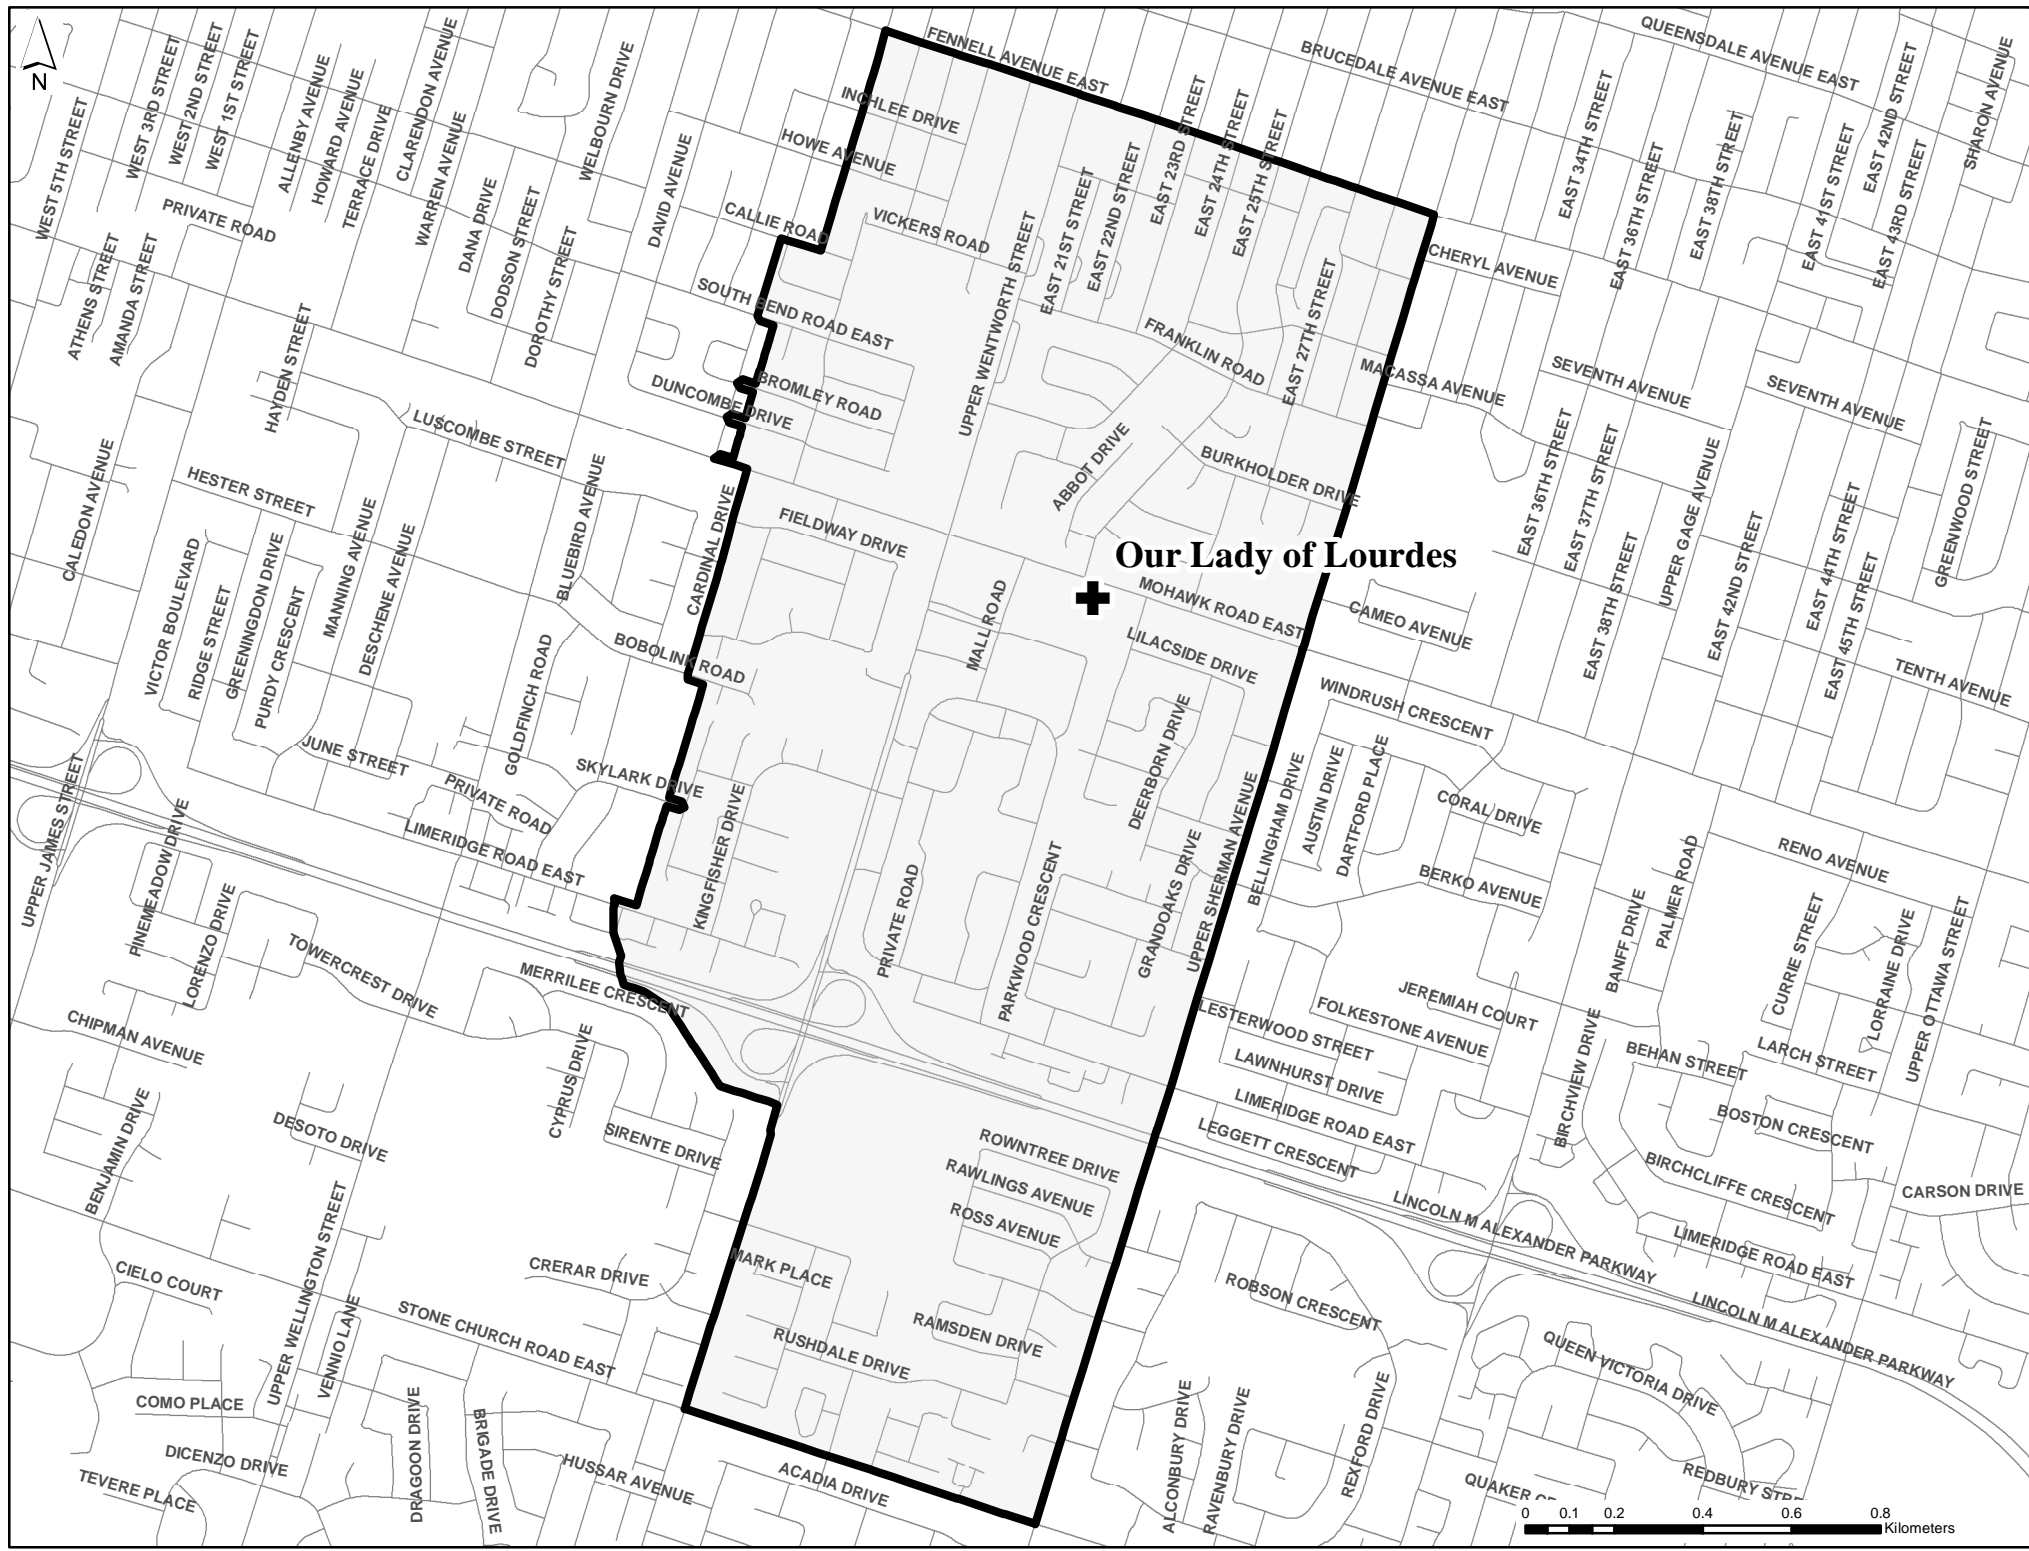 QUEENSDALE AVENUE EAST
FENNELL AVENUE EAST
BRUCEDALE AVENUE EAST
N
WEST 5TH STREET
WEST 3RD STREET
WEST 2ND STREET
WEST 1ST STREET
ALLENBY AVENUE
HOWARD AVENUE
TERRACE DRIVE
CLARENDON AVENUE
WARREN AVENUE
WELBOURN DRIVE
DAVID AVENUE
DANA DRIVE
DODSON STREET
DOROTHY STREET
PRIVATE ROAD
ATHENS STREET
AMANDA STREET
INCHLEE DRIVE
HOWE AVENUE
CALLIE ROAD
VICKERS ROAD
SOUTH BEND ROAD EAST
BROMLEY ROAD
DUNCOMBE DRIVE
UPPER WENTWORTH STREET
EAST 21ST STREET
EAST 22ND STREET
EAST 23RD STREET
EAST 24TH STREET
EAST 25TH STREET
EAST 27TH STREET
FRANKLIN ROAD
ABBOT DRIVE
BURKHOLDER DRIVE
CHERYL AVENUE
MACASSA AVENUE
SEVENTH AVENUE
SEVENTH AVENUE
EAST 34TH STREET
EAST 36TH STREET
EAST 38TH STREET
EAST 41ST STREET
EAST 42ND STREET
EAST 43RD STREET
SHARON AVENUE
HAYDEN STREET
LUSCOMBE STREET
HESTER STREET
CALEDON AVENUE
VICTOR BOULEVARD
RIDGE STREET
GREENINGDON DRIVE
PURDY CRESCENT
MANNING AVENUE
DESCHENE AVENUE
BLUEBIRD AVENUE
CARDINAL DRIVE
FIELDWAY DRIVE
BOBOLINK ROAD
GOLDFINCH ROAD
SKYLARK DRIVE
JUNE STREET
PRIVATE ROAD
LIMERIDGE ROAD EAST
Our Lady of Lourdes
MOHAWK ROAD EAST
MALL ROAD
LILACSIDE DRIVE
DEERBORN DRIVE
GRANDOAKS DRIVE
UPPER SHERMAN AVENUE
KINGFISHER DRIVE
PRIVATE ROAD
PARKWOOD CRESCENT
CAMEO AVENUE
WINDRUSH CRESCENT
EAST 36TH STREET
EAST 37TH STREET
EAST 38TH STREET
UPPER GAGE AVENUE
EAST 42ND STREET
EAST 44TH STREET
EAST 45TH STREET
GREENWOOD STREET
TENTH AVENUE
BELLINGHAM DRIVE
AUSTIN DRIVE
DARTFORD PLACE
CORAL DRIVE
BERKO AVENUE
RENO AVENUE
PALMER ROAD
BANFF DRIVE
CURRIE STREET
LORRAINE DRIVE
UPPER OTTAWA STREET
UPPER JAMES STREET
PINEMEADOW DRIVE
LORENZO DRIVE
TOWERCREST DRIVE
MERRILEE CRESCENT
CHIPMAN AVENUE
BENJAMIN DRIVE
DESOTO DRIVE
CYPRUS DRIVE
SIRENTE DRIVE
JEREMIAH COURT
FOLKESTONE AVENUE
LESTERWOOD STREET
LAWNHURST DRIVE
LIMERIDGE ROAD EAST
LEGGETT CRESCENT
BIRCHVIEW DRIVE
BEHAN STREET
LARCH STREET
BOSTON CRESCENT
BIRCHCLIFFE CRESCENT
CARSON DRIVE
LINCOLN M ALEXANDER PARKWAY
LIMERIDGE ROAD EAST
LINCOLN M ALEXANDER PARKWAY
ROWNTREE DRIVE
RAWLINGS AVENUE
ROSS AVENUE
MARK PLACE
RAMSDEN DRIVE
RUSHDALE DRIVE
CIELO COURT
UPPER WELLINGTON STREET
VENNIO LANE
CRERAR DRIVE
STONE CHURCH ROAD EAST
COMO PLACE
DICENZO DRIVE
TEVERE PLACE
DRAGOON DRIVE
BRIGADE DRIVE
HUSSAR AVENUE
ACADIA DRIVE
ROBSON CRESCENT
ALCONBURY DRIVE
RAVENBURY DRIVE
REXFORD DRIVE
QUEEN VICTORIA DRIVE
REDBURY
QUAKER
0 0.1 0.2 0.4 0.6 0.8
Kilometers